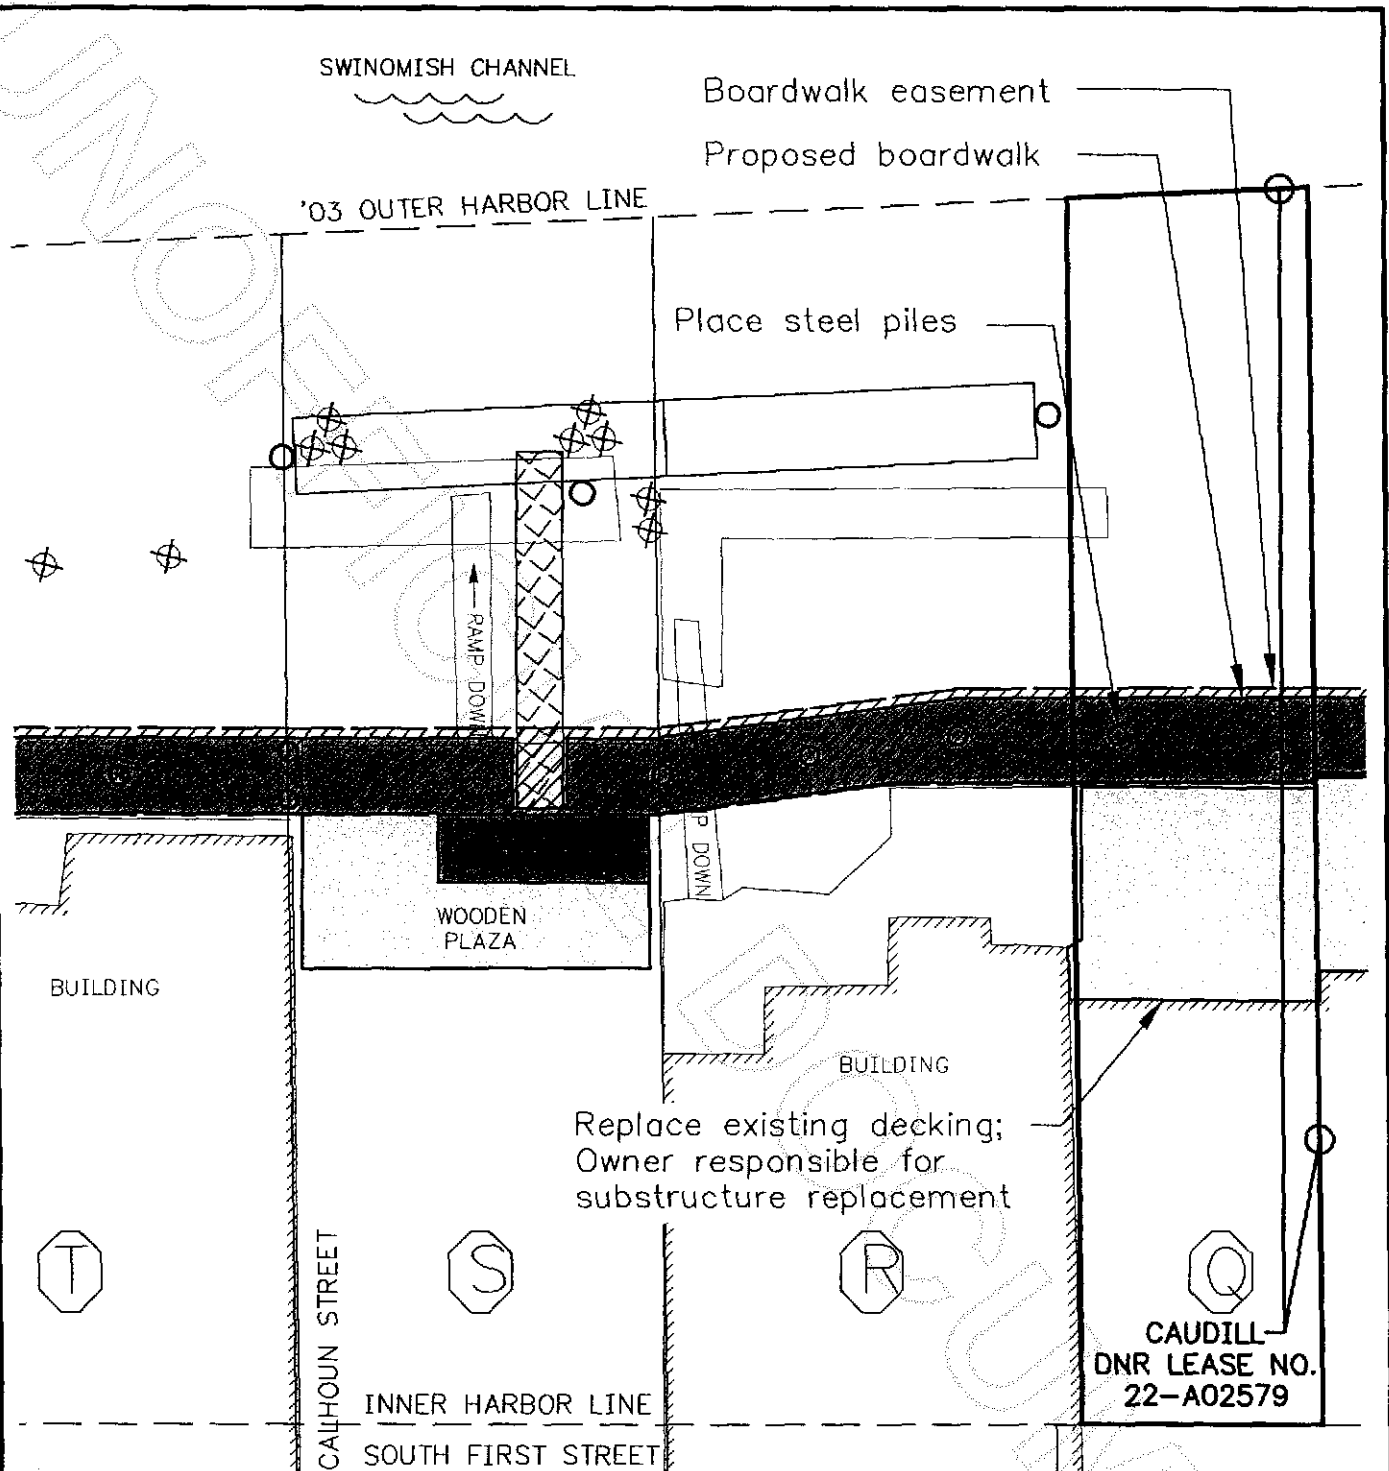 SWINOMISH CHANNEL
Boardwalk easement
Proposed boardwalk
'03 OUTER HARBOR LINE
Place steel piles
RAMP DOWN
P DOWN
WOODEN
PLAZA
BUILDING
BUILDING
Replace existing decking;
Owner responsible for
substructure replacement
T
S
R
Q
CALHOUN STREET
CAUDILL
DNR LEASE NO.
22-A02579
INNER HARBOR LINE
SOUTH FIRST STREET
UNOFFICIAL DOCUM